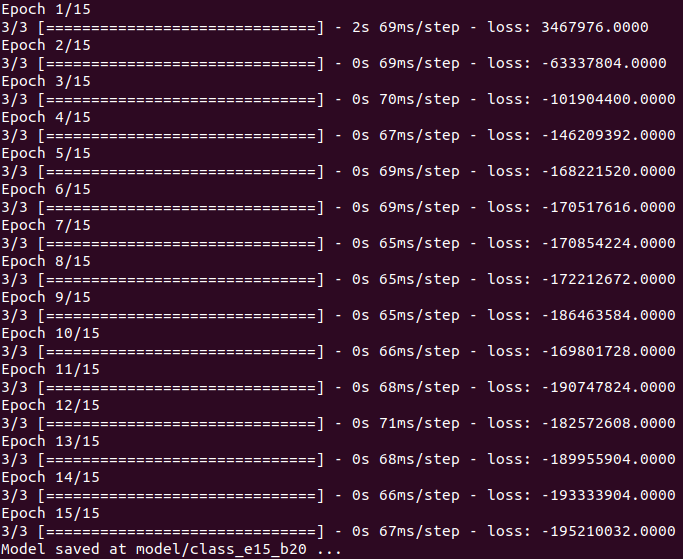 Epoch 1/15
3/3 [==============================] - 2s 69ms/step - loss: 3467976.0000
Epoch 2/15
3/3 [==============================] - 0s 69ms/step - loss: -63337804.0000
Epoch 3/15
3/3 [==============================] - 0s 70ms/step - loss: -101904400.0000
Epoch 4/15
3/3 [==============================] - 0s 67ms/step - loss: -146209392.0000
Epoch 5/15
3/3 [==============================] - 0s 69ms/step - loss: -168221520.0000
Epoch 6/15
3/3 [==============================] - 0s 69ms/step - loss: -170517616.0000
Epoch 7/15
3/3 [==============================] - 0s 65ms/step - loss: -170854224.0000
Epoch 8/15
3/3 [==============================] - 0s 65ms/step - loss: -172212672.0000
Epoch 9/15
3/3 [==============================] - 0s 65ms/step - loss: -186463584.0000
Epoch 10/15
3/3 [==============================] - 0s 66ms/step - loss: -169801728.0000
Epoch 11/15
3/3 [==============================] - 0s 68ms/step - loss: -190747824.0000
Epoch 12/15
3/3 [==============================] - 0s 71ms/step - loss: -182572608.0000
Epoch 13/15
3/3 [==============================] - 0s 68ms/step - loss: -189955904.0000
Epoch 14/15
3/3 [==============================] - 0s 66ms/step - loss: -193333904.0000
Epoch 15/15
3/3 [==============================] - 0s 67ms/step - loss: -195210032.0000
Model saved at model/class_e15_b20 ...